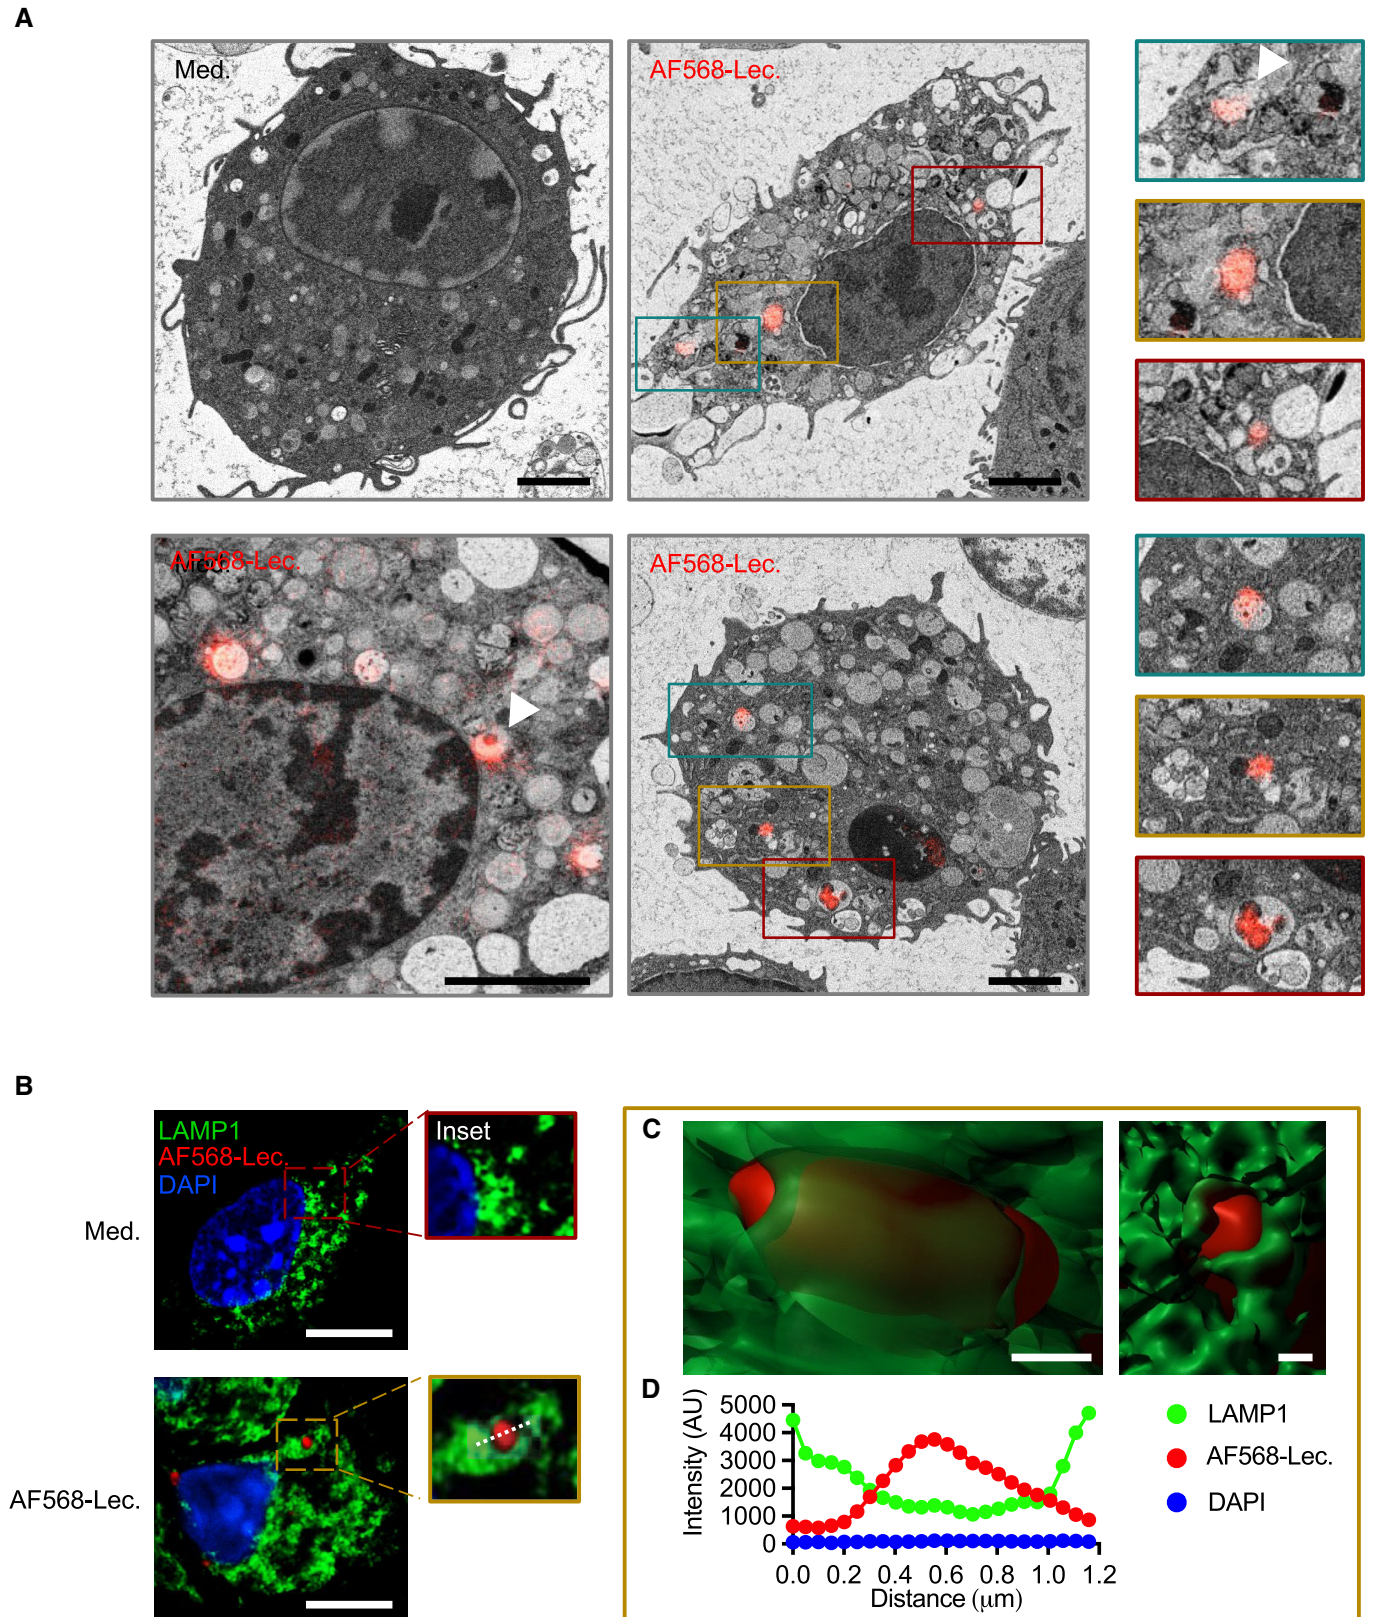 A
Med.
AF568-Lec.
AF568-Lec.
AF568-Lec.
B
LAMP1
AF568-Lec.
DAPI
Inset
Med.
AF568-Lec.
C
D
Intensity (AU)
5000
4000
3000
2000
1000
0
0.0 0.2 0.4 0.6 0.8 1.0 1.2
Distance (μm)
LAMP1
AF568-Lec.
DAPI